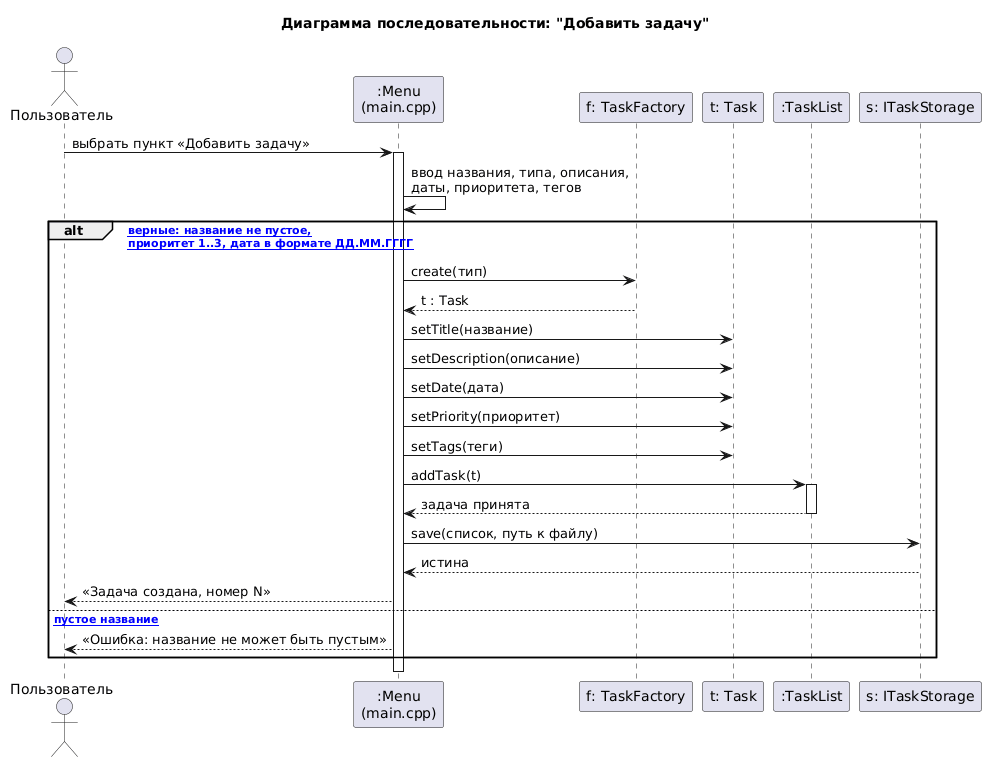 Диаграмма последовательности: "Добавить задачу"
Пользователь
:Menu
(main.cpp)
f: TaskFactory
t: Task
:TaskList
s: ITaskStorage
выбрать пункт «Добавить задачу»
ввод названия, типа, описания,
даты, приоритета, тегов
alt
верные: название не пустое,
приоритет 1..3, дата в формате ДД.ММ.ГГГГ
create(тип)
t : Task
setTitle(название)
setDescription(описание)
setDate(дата)
setPriority(приоритет)
setTags(теги)
addTask(t)
задача принята
save(список, путь к файлу)
истина
«Задача создана, номер N»
пустое название
«Ошибка: название не может быть пустым»
Пользователь
:Menu
(main.cpp)
f: TaskFactory
t: Task
:TaskList
s: ITaskStorage